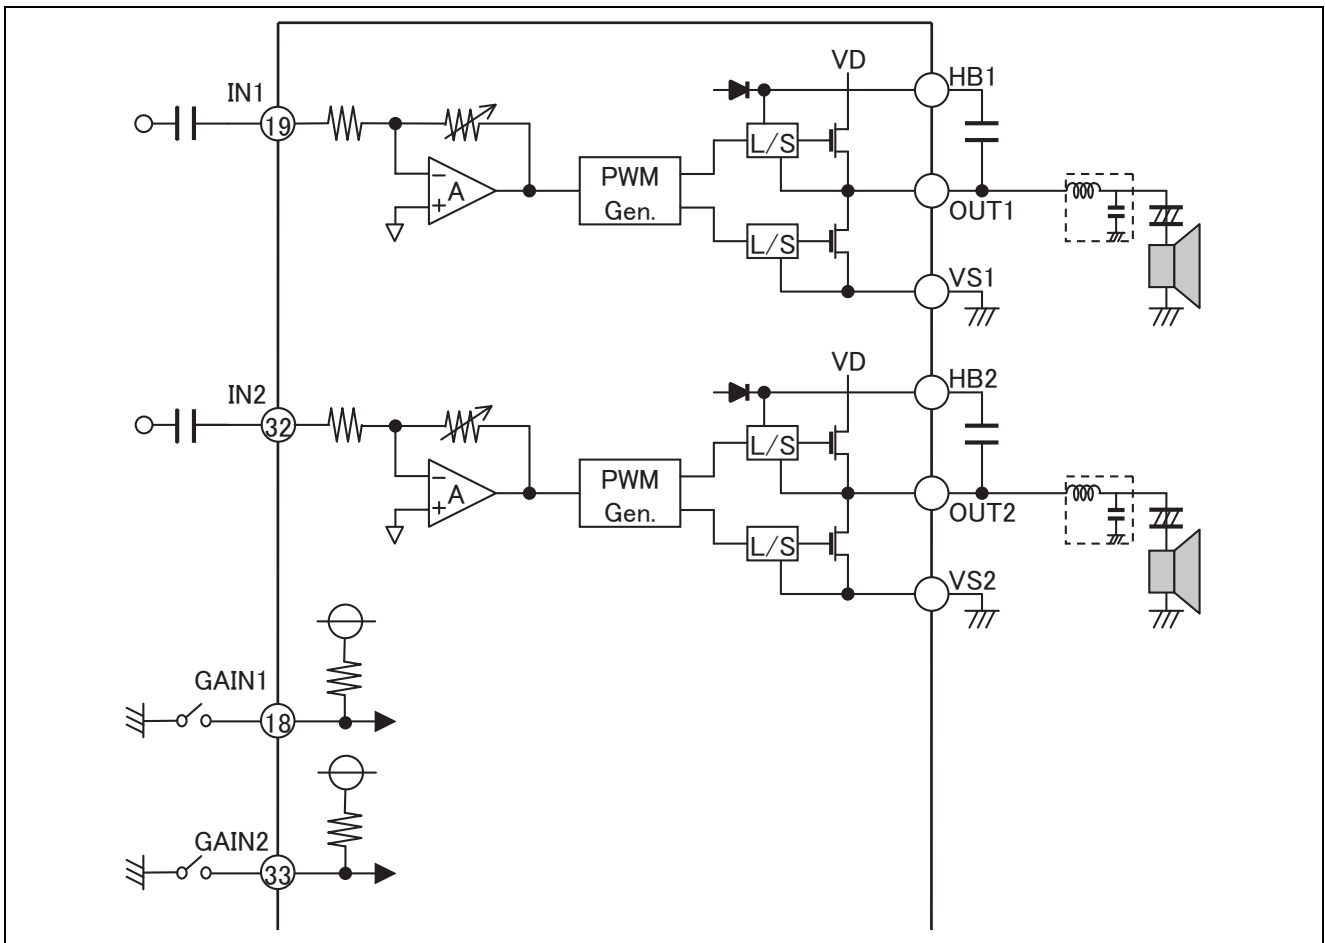 VD
HB1
IN1
19
L/S
− A +
PWM
Gen.
OUT1
L/S
VS1
VD
HB2
IN2
32
L/S
− A +
PWM
Gen.
OUT2
L/S
VS2
GAIN1
18
GAIN2
33